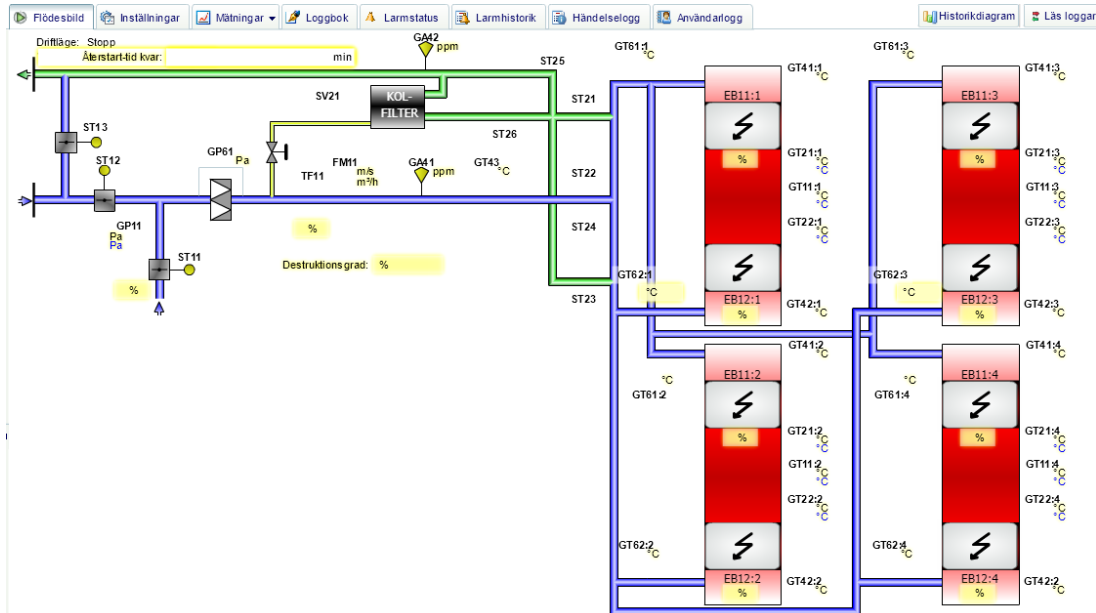 Flödesbild Inställningar Mätningar Loggbok Larmstatus Larmhistorik Händelselogg Användarlogg Historikdiagram Läs loggar
Driftläge: Stopp
Återstart-tid kvar: min
GA42
ppm
ST25
SV21
KOL-
FILTER
ST21
ST26
ST13
ST12
GP61
Pa
TF11
FM11
m/s
m³/h
GA41
ppm
GT43
°C
ST22
GP11
Pa
Pa
ST11
%
%
Destruktionsgrad: %
ST24
ST23
GT61:1
°C
GT41:1
°C
EB11:1
%
GT21:1
°C
°C
GT11:1
°C
°C
GT22:1
°C
°C
GT62:1
°C
EB12:1
%
GT42:1
°C
GT61:3
°C
GT41:3
°C
EB11:3
%
GT21:3
°C
°C
GT11:3
°C
°C
GT22:3
°C
°C
GT62:3
°C
EB12:3
%
GT42:3
°C
GT41:2
°C
EB11:2
°C
GT61:2
%
GT21:2
°C
°C
GT11:2
°C
°C
GT22:2
°C
°C
GT62:2
°C
EB12:2
%
GT42:2
°C
GT41:4
°C
EB11:4
°C
GT61:4
%
GT21:4
°C
°C
GT11:4
°C
°C
GT22:4
°C
°C
GT62:4
°C
EB12:4
%
GT42:2
°C